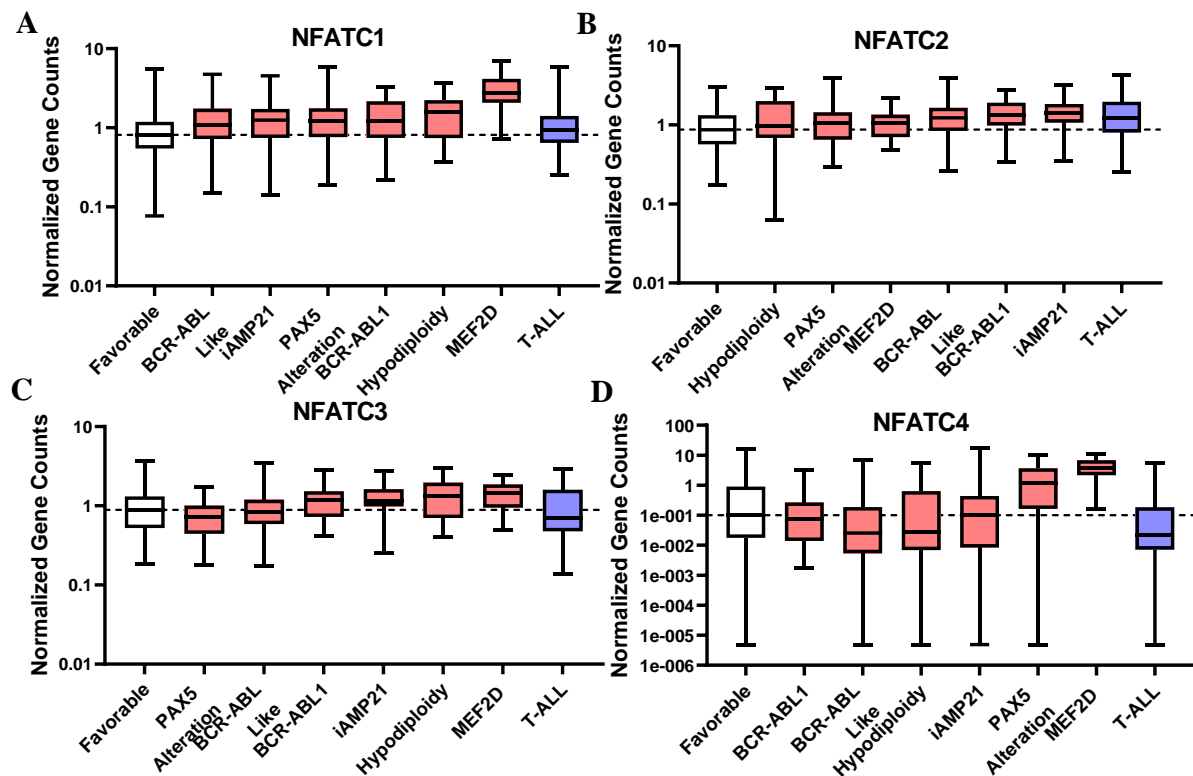 A
NFATC1
Normalized Gene Counts
10
1
0.1
0.01
Favorable
BCR-ABL
Like
iAMP21
PAX5
Alteration
BCR-ABL1
Hypodiploidy
MEF2D
T-ALL
B
NFATC2
Normalized Gene Counts
10
1
0.1
0.01
Favorable
Hypodiploidy
PAX5
Alteration
MEF2D
BCR-ABL
Like
BCR-ABL1
iAMP21
T-ALL
C
NFATC3
Normalized Gene Counts
10
1
0.1
0.01
Favorable
PAX5
Alteration
BCR-ABL
Like
BCR-ABL1
iAMP21
Hypodiploidy
MEF2D
T-ALL
D
NFATC4
Normalized Gene Counts
100
10
1
1e-001
1e-002
1e-003
1e-004
1e-005
1e-006
Favorable
BCR-ABL1
BCR-ABL
Like
Hypodiploidy
iAMP21
PAX5
Alteration
MEF2D
T-ALL